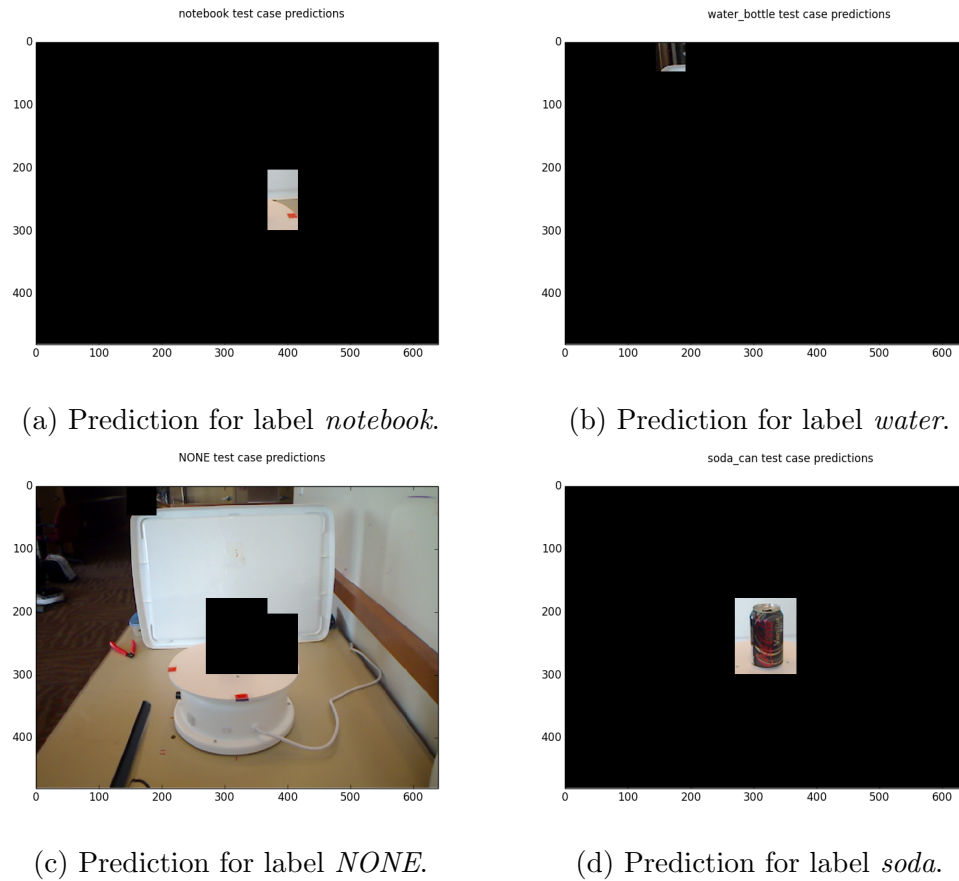 notebook test case predictions
0
100
200
300
400
0 100 200 300 400 500 600
(a) Prediction for label notebook.
water_bottle test case predictions
0
100
200
300
400
0 100 200 300 400 500 600
(b) Prediction for label water.
NONE test case predictions
0
100
200
300
400
0 100 200 300 400 500 600
(c) Prediction for label NONE.
soda_can test case predictions
0
100
200
300
400
0 100 200 300 400 500 600
(d) Prediction for label soda.